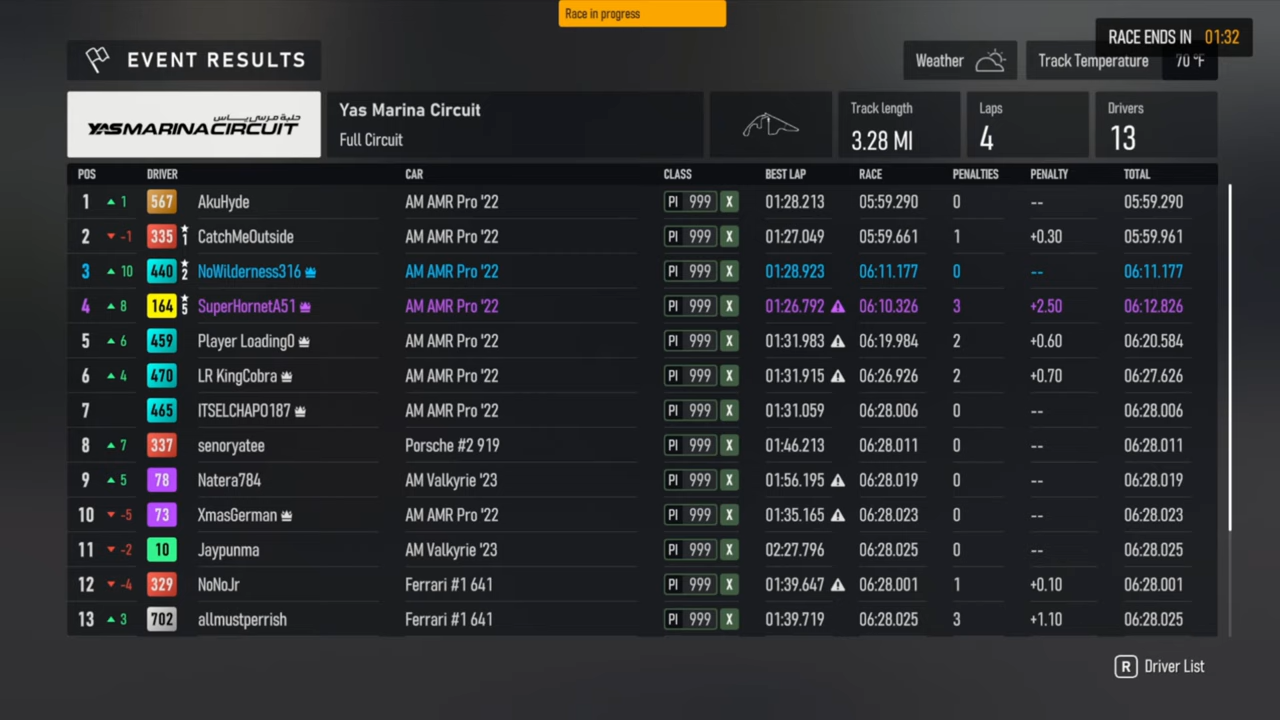 Race in progress
RACE ENDS IN 01:32
EVENT RESULTS
Weather
Track Temperature 70 °F
حلبة مرسى ياس
YAS MARINA CIRCUIT
Yas Marina Circuit
Full Circuit
Track length
3.28 MI
Laps
4
Drivers
13
POS DRIVER CAR CLASS BEST LAP RACE PENALTIES PENALTY TOTAL
1 ▲ 1 567 AkuHyde AM AMR Pro '22 PI 999 X 01:28.213 05:59.290 0 -- 05:59.290
2 ▼ -1 335 1 CatchMeOutside AM AMR Pro '22 PI 999 X 01:27.049 05:59.661 1 +0.30 05:59.961
3 ▲ 10 440 2 NoWilderness316 AM AMR Pro '22 PI 999 X 01:28.923 06:11.177 0 -- 06:11.177
4 ▲ 8 164 5 SuperHornetA51 AM AMR Pro '22 PI 999 X 01:26.792 06:10.326 3 +2.50 06:12.826
5 ▲ 6 459 Player Loading0 AM AMR Pro '22 PI 999 X 01:31.983 06:19.984 2 +0.60 06:20.584
6 ▲ 4 470 LR KingCobra AM AMR Pro '22 PI 999 X 01:31.915 06:26.926 2 +0.70 06:27.626
7 465 ITSELCHAPO187 AM AMR Pro '22 PI 999 X 01:31.059 06:28.006 0 -- 06:28.006
8 ▲ 7 337 senoryatee Porsche #2 919 PI 999 X 01:46.213 06:28.011 0 -- 06:28.011
9 ▲ 5 78 Natera784 AM Valkyrie '23 PI 999 X 01:56.195 06:28.019 0 -- 06:28.019
10 ▼ -5 73 XmasGerman AM AMR Pro '22 PI 999 X 01:35.165 06:28.023 0 -- 06:28.023
11 ▼ -2 10 Jaypunma AM Valkyrie '23 PI 999 X 02:27.796 06:28.025 0 -- 06:28.025
12 ▼ -4 329 NoNoJr Ferrari #1 641 PI 999 X 01:39.647 06:28.001 1 +0.10 06:28.001
13 ▲ 3 702 allmustperrish Ferrari #1 641 PI 999 X 01:39.719 06:28.025 3 +1.10 06:28.025
R Driver List